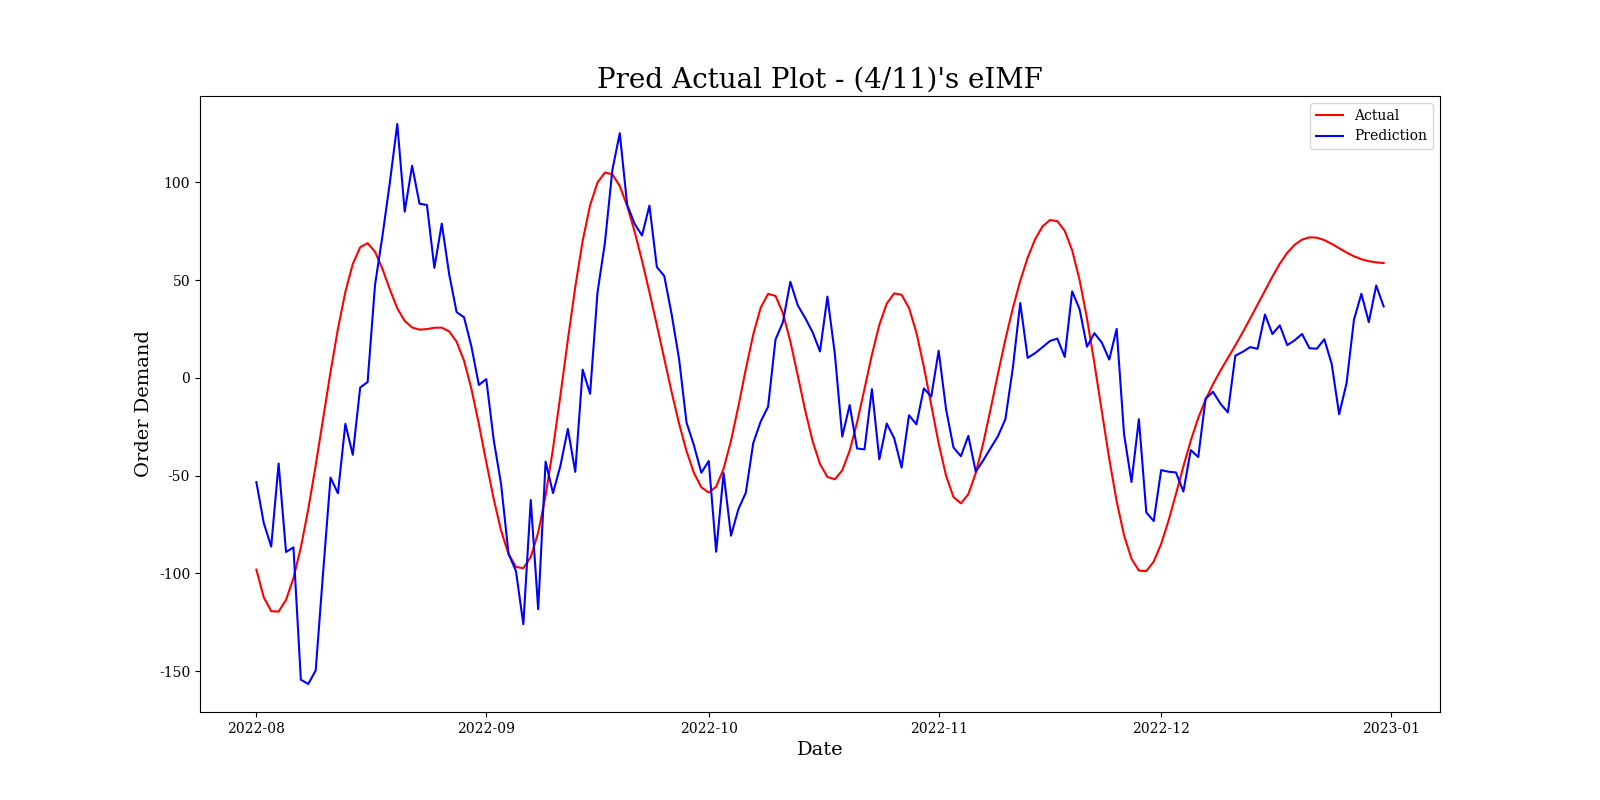 Pred Actual Plot - (4/11)'s eIMF
Actual
Prediction
Order Demand
100
50
0
-50
-100
-150
2022-08
2022-09
2022-10
2022-11
2022-12
2023-01
Date